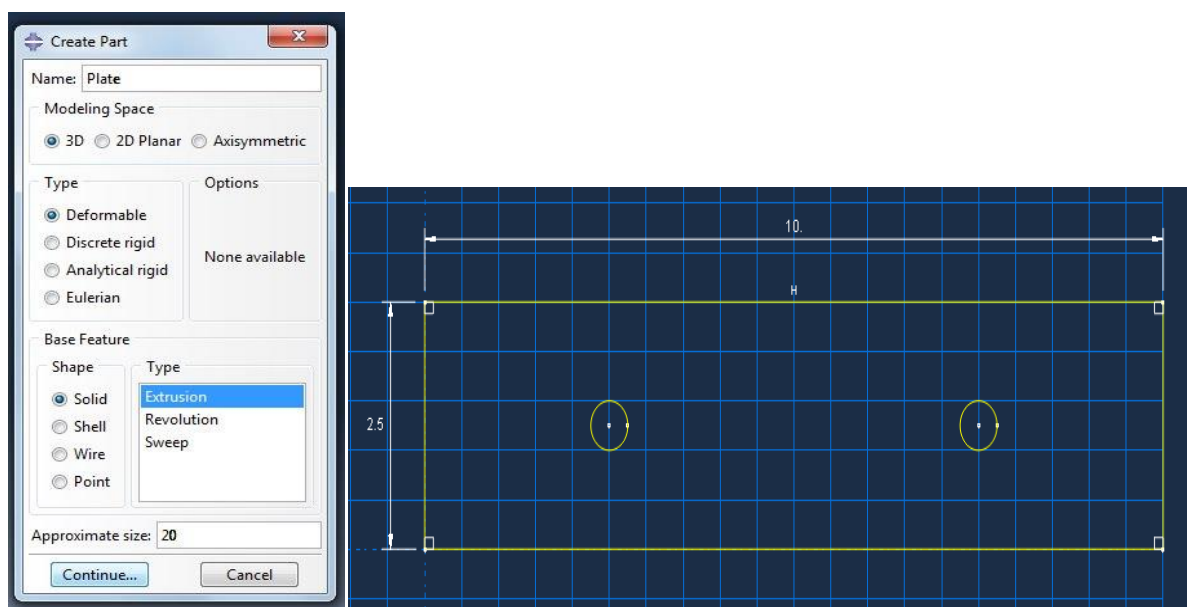 Create Part
Name: Plate
Modeling Space
3D 2D Planar Axisymmetric
Type
Deformable
Discrete rigid
Analytical rigid
Eulerian
Options
None available
Base Feature
Shape
Solid
Shell
Wire
Point
Type
Extrusion
Revolution
Sweep
Approximate size: 20
Continue... Cancel
10.
H
2.5